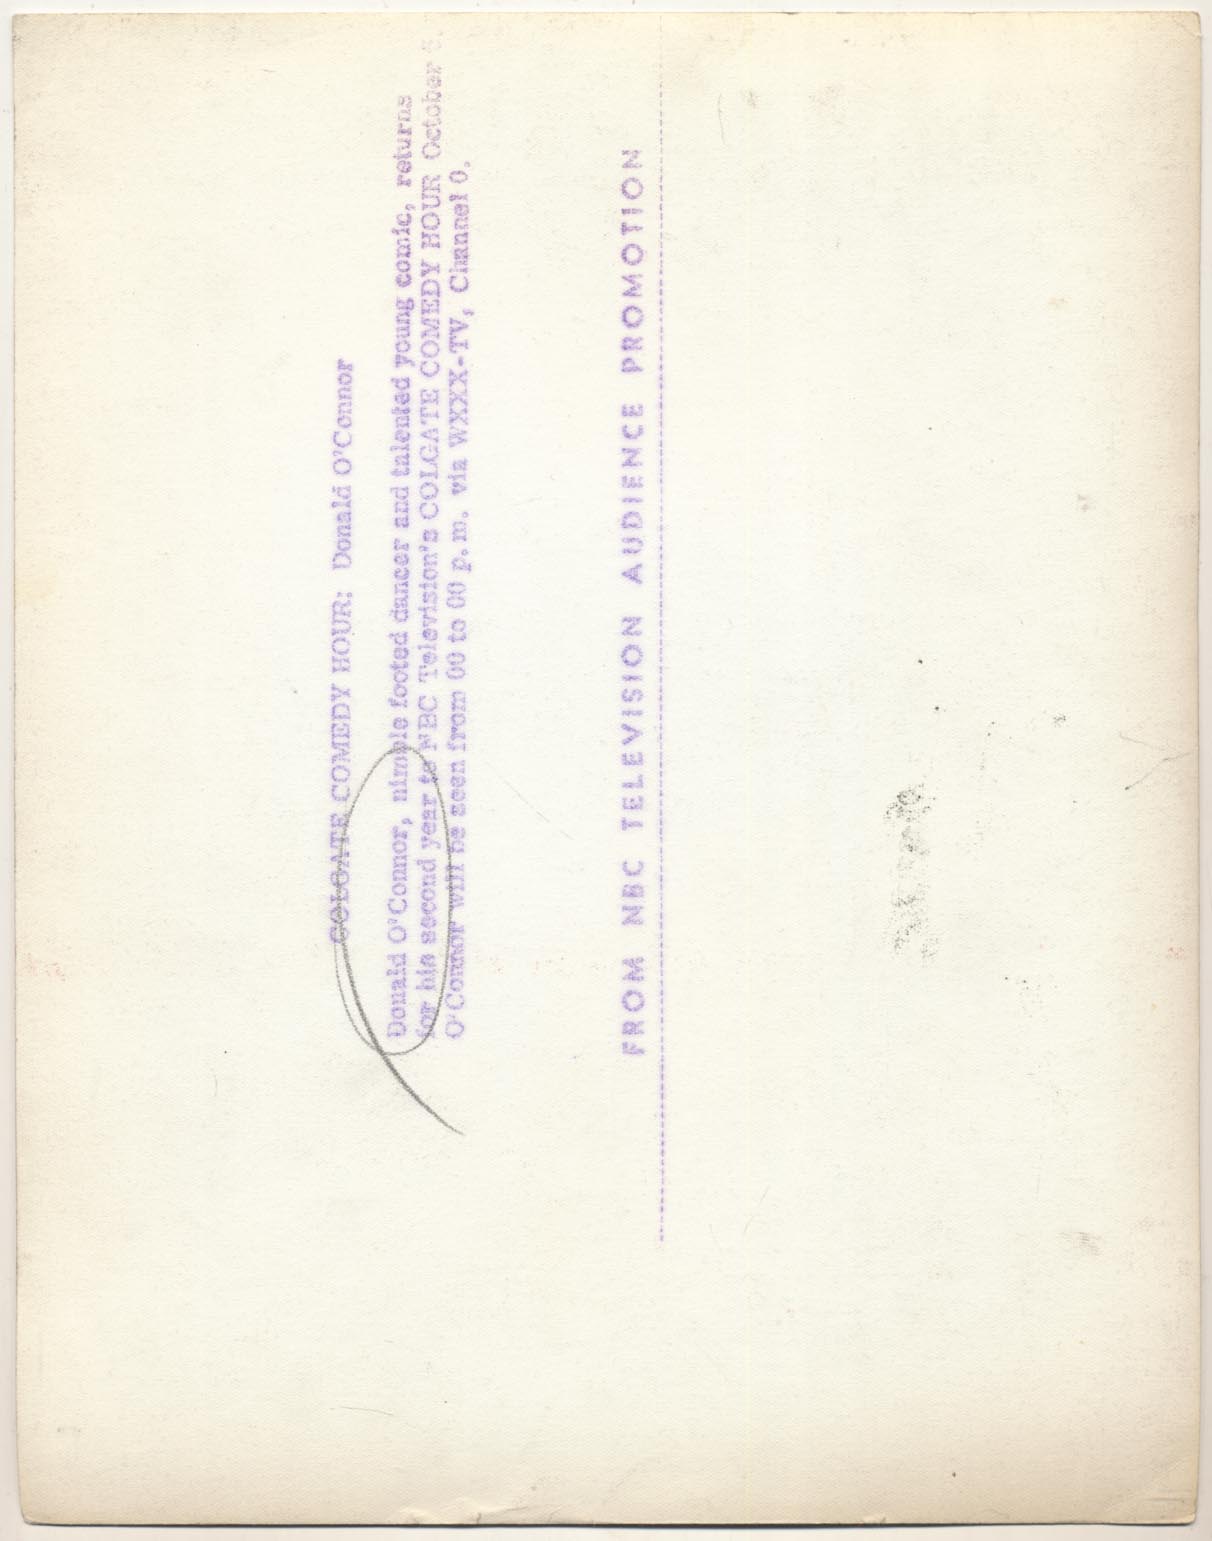 COLGATE COMEDY HOUR: Donald O'Connor
Donald O'Connor, nimble footed dancer and talented young comic, returns
for his second year to NBC Television's COLGATE COMEDY HOUR October
O'Connor will be seen from 00 to 00 p.m. via WXXX-TV, Channel 0.
FROM NBC TELEVISION AUDIENCE PROMOTION